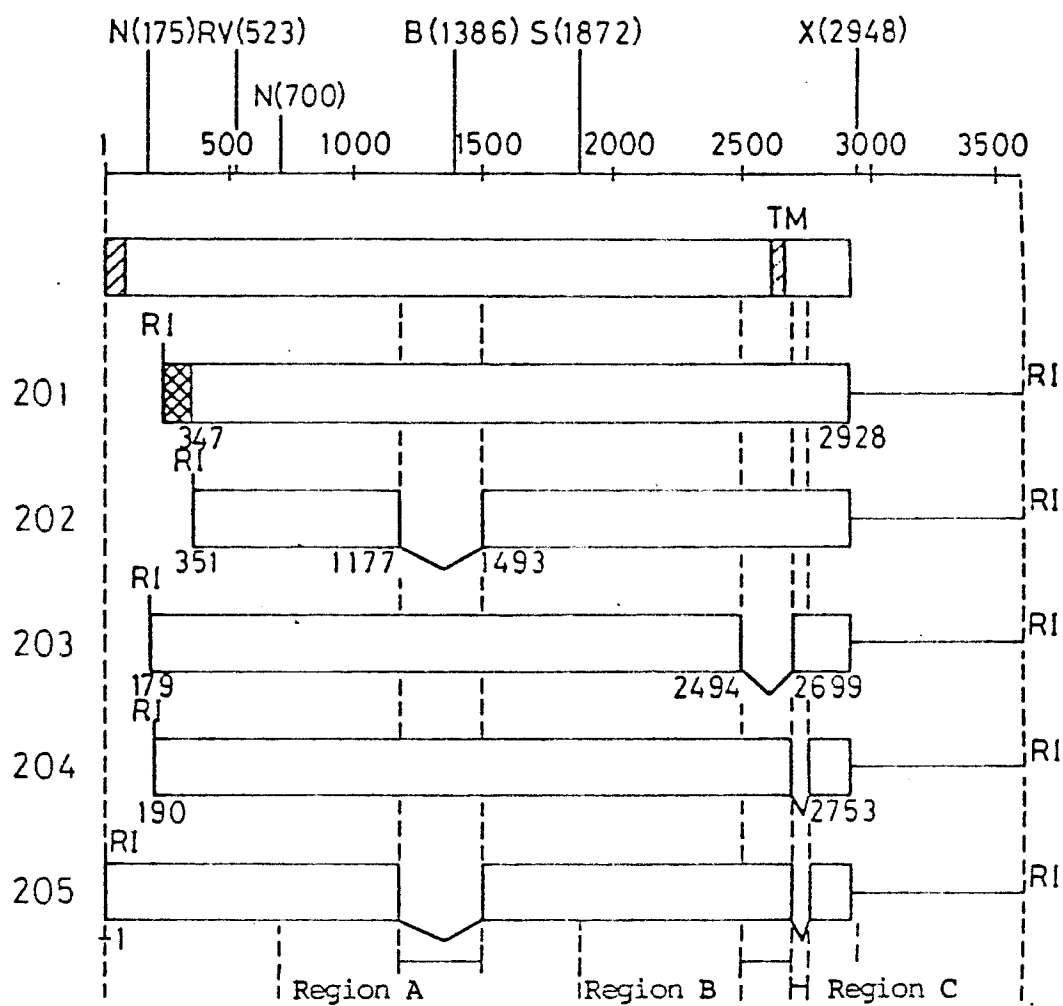 N(175) RV(523) B(1386) S(1872) X(2948)
N(700)
1 500 1000 1500 2000 2500 3000 3500
TM
RI
201 RI
347 2928
RI
202 RI
351 1177 1493
RI
203 RI
179 2494 2699
RI
204 RI
190 2753
RI
205 RI
-1
Region A Region B Region C